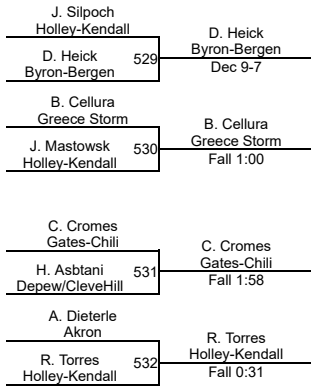 J. Silpoch
Holley-Kendall
D. Heick
Byron-Bergen
529
D. Heick
Byron-Bergen
Dec 9-7
B. Cellura
Greece Storm
J. Mastowsk
Holley-Kendall
530
B. Cellura
Greece Storm
Fall 1:00
C. Cromes
Gates-Chili
H. Asbtani
Depew/CleveHill
531
C. Cromes
Gates-Chili
Fall 1:58
A. Dieterle
Akron
R. Torres
Holley-Kendall
532
R. Torres
Holley-Kendall
Fall 0:31